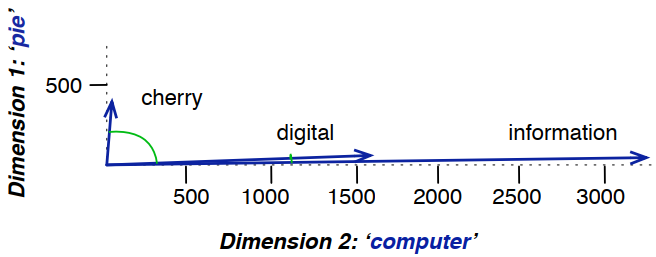 Dimension 1: ‘pie’
500
cherry
digital
information
500 1000 1500 2000 2500 3000
Dimension 2: ‘computer’